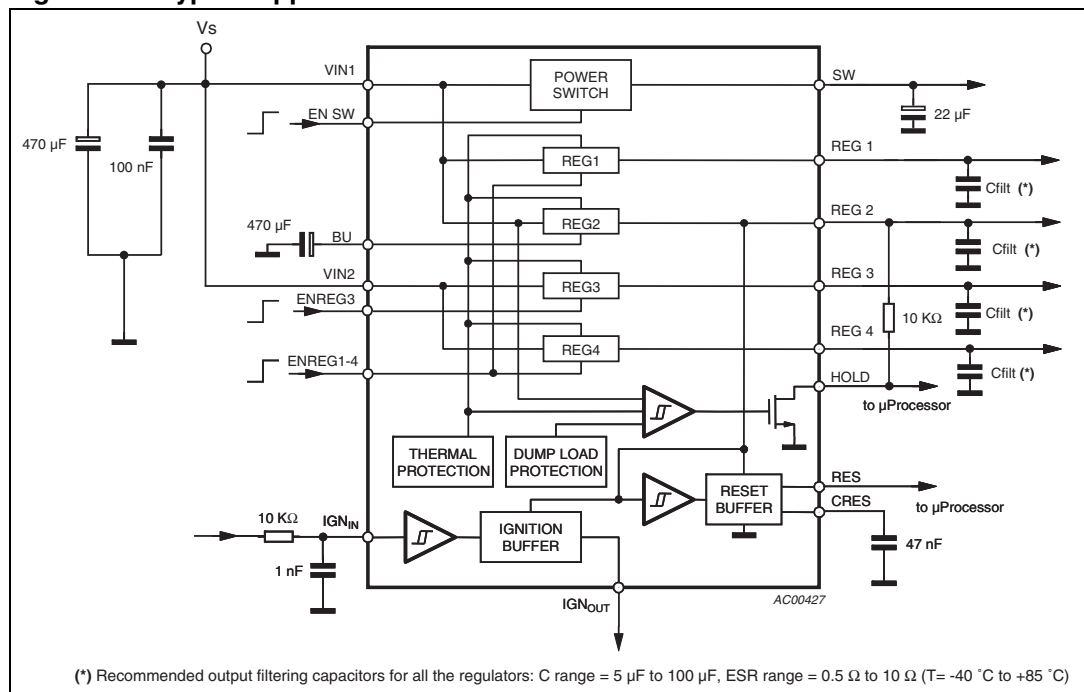 Vs
VIN1
POWER
SWITCH
SW
EN SW
22 µF
470 µF
100 nF
REG1
REG 1
Cfilt (*)
470 µF
BU
REG2
REG 2
Cfilt (*)
VIN2
REG3
REG 3
ENREG3
10 KΩ
Cfilt (*)
REG4
REG 4
ENREG1-4
Cfilt (*)
HOLD
to µProcessor
THERMAL
PROTECTION
DUMP LOAD
PROTECTION
RES
RESET
BUFFER
to µProcessor
CRES
10 KΩ
IGNIN
IGNITION
BUFFER
47 nF
1 nF
IGNOUT
AC00427
(*) Recommended output filtering capacitors for all the regulators: C range = 5 µF to 100 µF, ESR range = 0.5 Ω to 10 Ω (T= -40 ˚C to +85 ˚C)